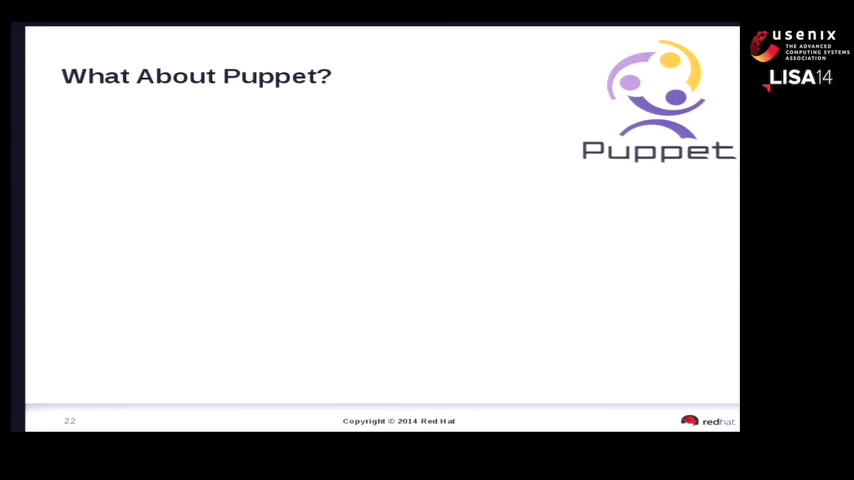 What About Puppet?
Puppet
usenix
THE ADVANCED
COMPUTING SYSTEMS
ASSOCIATION
LISA14
22
Copyright © 2014 Red Hat
redhat.